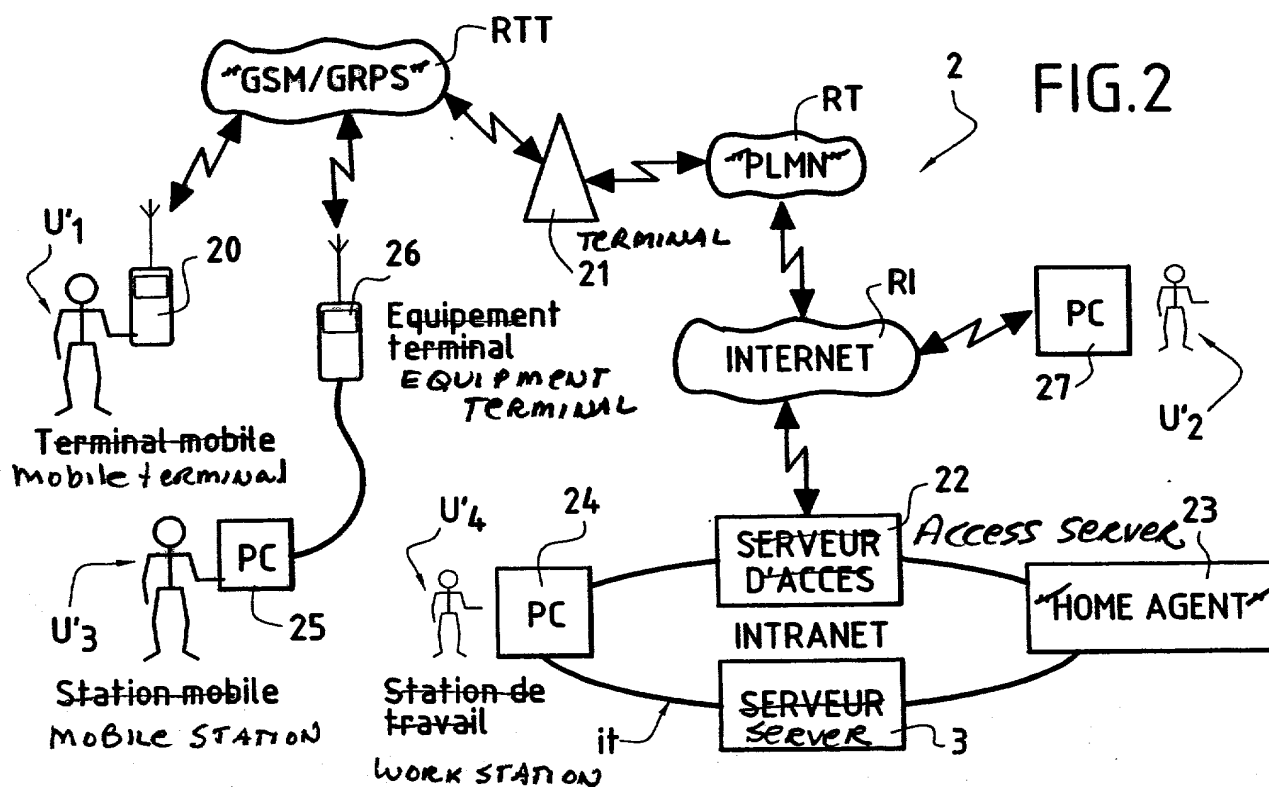 RTT
"GSM/GRPS"
2
FIG.2
RT
"PLMN"
U'1
20
26
TERMINAL
21
RI
Equipement
terminal
EQUIPMENT
TERMINAL
INTERNET
PC
27
U'2
Terminal mobile
Mobile terminal
U'4
24
22
Access server
23
PC
25
U'3
PC
SERVEUR
D'ACCES
"HOME AGENT"
INTRANET
Station mobile
MOBILE STATION
Station de
travail
WORK STATION
it
SERVEUR
SERVER
3